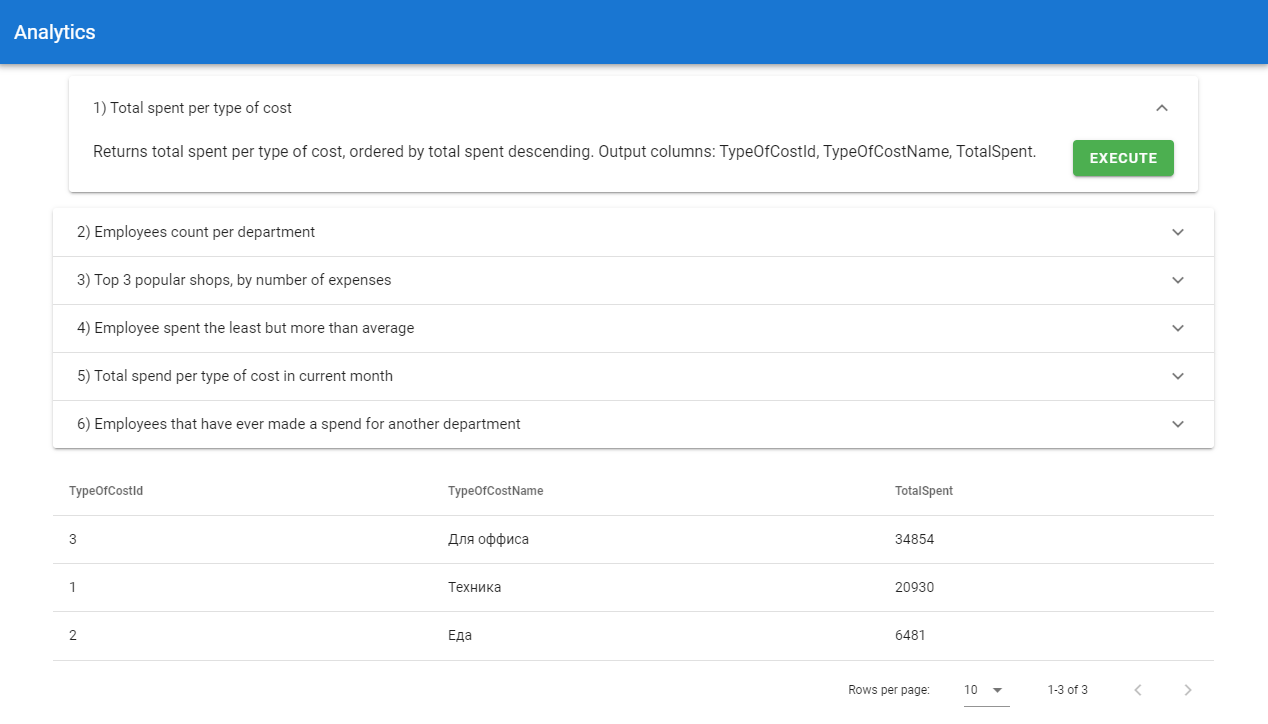 Analytics
1) Total spent per type of cost
Returns total spent per type of cost, ordered by total spent descending. Output columns: TypeOfCostId, TypeOfCostName, TotalSpent.
EXECUTE
2) Employees count per department
3) Top 3 popular shops, by number of expenses
4) Employee spent the least but more than average
5) Total spend per type of cost in current month
6) Employees that have ever made a spend for another department
TypeOfCostId TypeOfCostName TotalSpent
3 Для оффиса 34854
1 Техника 20930
2 Еда 6481
Rows per page: 10 1-3 of 3